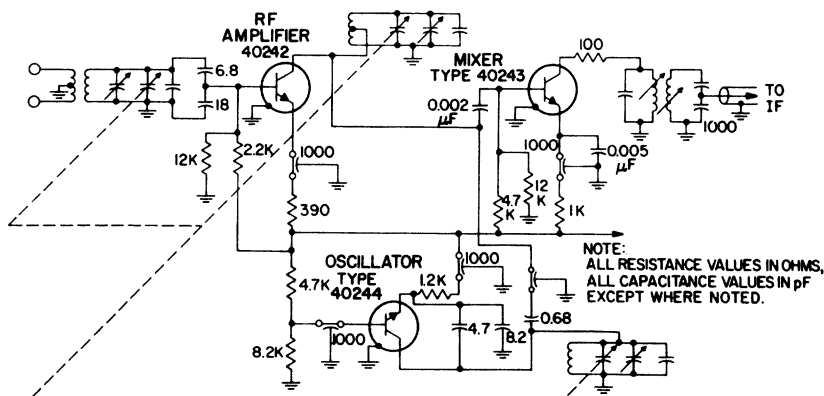 RF
AMPLIFIER
40242
MIXER
TYPE 40243
100
6.8
18
0.002
μF
TO
IF
1000
12K
2.2K
1000
1000
0.005
μF
390
4.7
K
12
K
1K
OSCILLATOR
TYPE
40244
1.2K
1000
NOTE:
ALL RESISTANCE VALUES IN OHMS,
ALL CAPACITANCE VALUES IN pF
EXCEPT WHERE NOTED.
4.7K
1000
4.7
8.2
0.68
8.2K